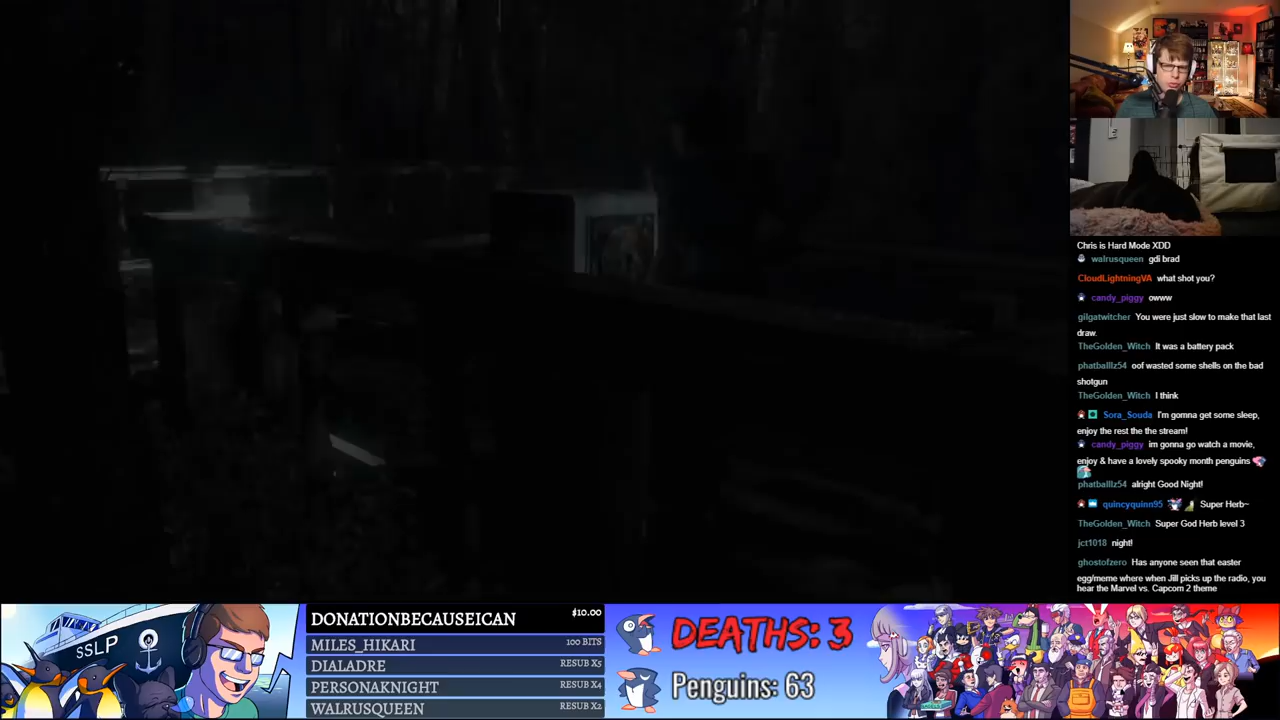 Chris is Hard Mode XDD
walrusqueen gdi brad
CloudLightningVA what shot you?
candy_piggy owww
gilgatwitcher You were just slow to make that last
draw.
TheGolden_Witch It was a battery pack
phatballlz54 oof wasted some shells on the bad
shotgun
TheGolden_Witch I think
Sora_Souda I'm gomna get some sleep,
enjoy the rest the the stream!
candy_piggy im gonna go watch a movie,
enjoy & have a lovely spooky month penguins
phatballlz54 alright Good Night!
quincyquinn95 Super Herb~
TheGolden_Witch Super God Herb level 3
jct1018 night!
ghostofzero Has anyone seen that easter
egg/meme where when Jill picks up the radio, you
hear the Marvel vs. Capcom 2 theme
SSLP
DONATIONBECAUSEICAN $10.00
MILES_HIKARI 100 BITS
DIALADRE RESUB X5
PERSONAKNIGHT RESUB X4
WALRUSQUEEN RESUB X2
DEATHS: 3
Penguins: 63